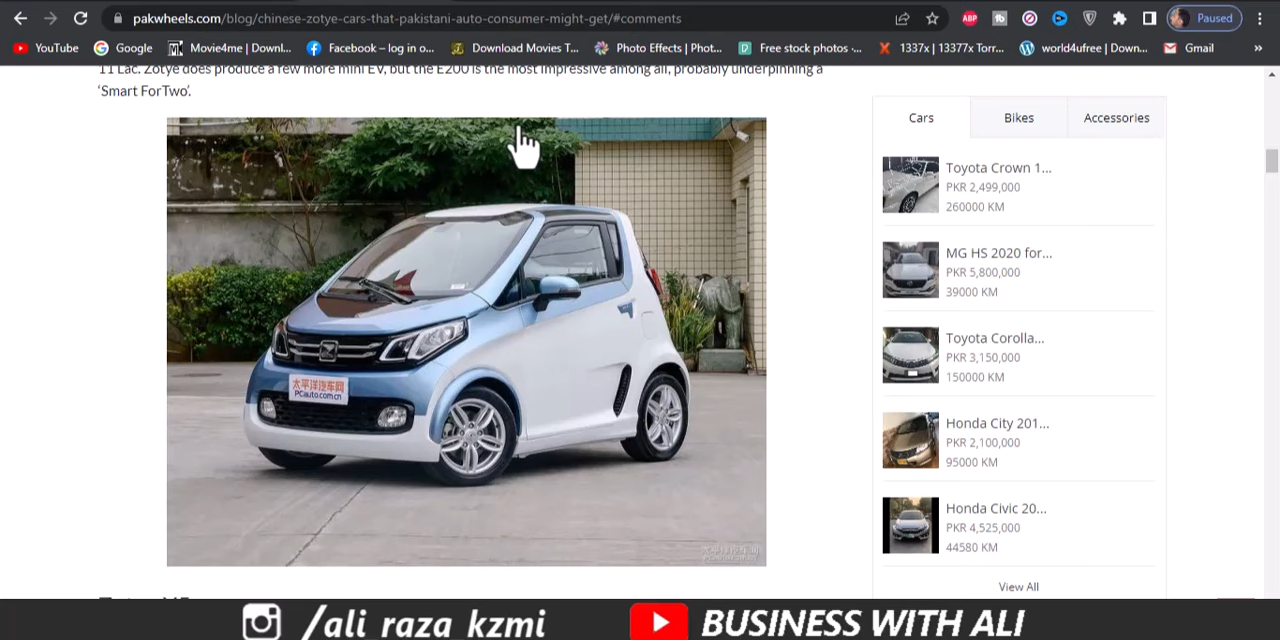 pakwheels.com/blog/chinese-zotye-cars-that-pakistani-auto-consumer-might-get/#comments
ABP
Paused
YouTube
Google
Movie4me | Downl...
Facebook – log in o...
Download Movies T...
Photo Effects | Phot...
Free stock photos -...
1337x | 13377x Torr...
world4ufree | Down...
Gmail
»
11 Lac. Zotye does produce a few more mini EV, but the E200 is the most impressive among all, probably underpinning a
‘Smart ForTwo’.
Cars
Bikes
Accessories
Toyota Crown 1...
PKR 2,499,000
260000 KM
MG HS 2020 for...
PKR 5,800,000
39000 KM
Toyota Corolla...
PKR 3,150,000
150000 KM
Honda City 201...
PKR 2,100,000
95000 KM
Honda Civic 20...
PKR 4,525,000
44580 KM
View All
太平洋汽车网
PCauto.com.cn
/ali raza kzmi
BUSINESS WITH ALI